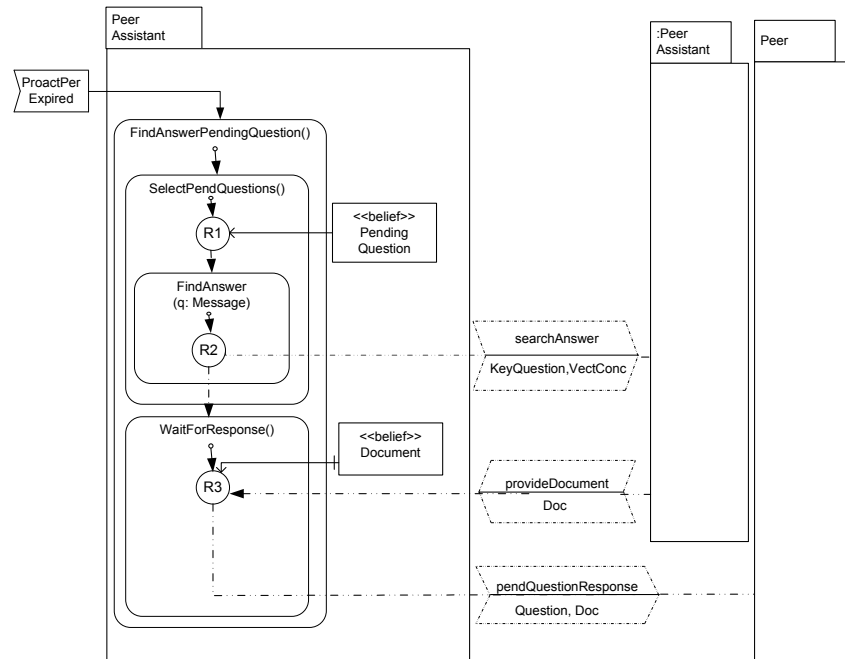 Peer
Assistant
:Peer
Assistant
Peer
ProactPer
Expired
FindAnswerPendingQuestion()
SelectPendQuestions()
R1
<<belief>>
Pending
Question
FindAnswer
(q: Message)
R2
searchAnswer
KeyQuestion,VectConc
WaitForResponse()
<<belief>>
Document
R3
provideDocument
Doc
pendQuestionResponse
Question, Doc